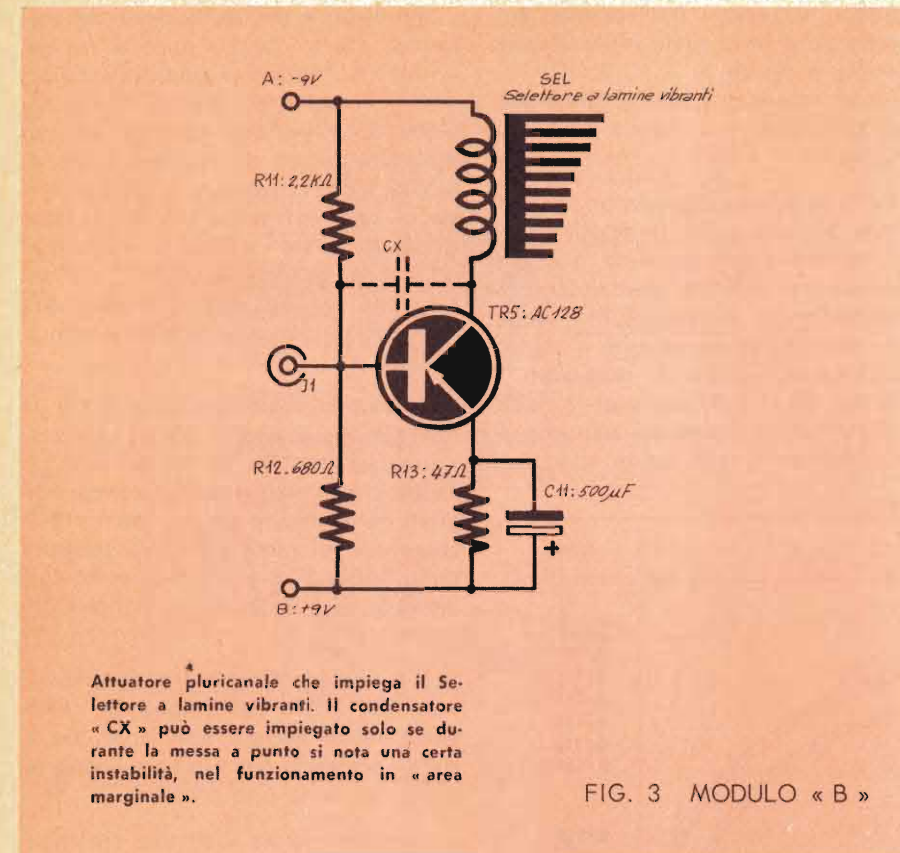 A: -9V
SEL
Selettore a lamine vibranti
R11: 2,2KΩ
CX
TR5: AC128
J1
R12. 680Ω
R13: 47Ω
C11: 500µF
+
B: +9V
Attuatore pluricanale che impiega il Se-
lettore a lamine vibranti. Il condensatore
« CX » può essere impiegato solo se du-
rante la messa a punto si nota una certa
instabilità, nel funzionamento in « area
marginale ».
FIG. 3 MODULO « B »